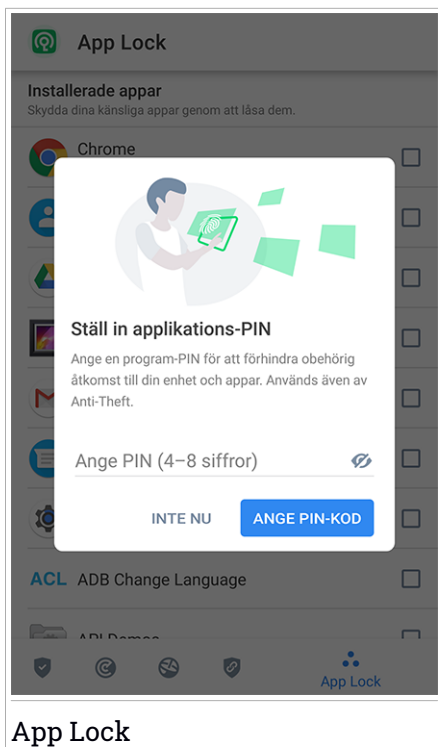 App Lock
Installerade appar
Skydda dina känsliga appar genom att låsa dem.
Chrome
Ställ in applikations-PIN
Ange en program-PIN för att förhindra obehörig
åtkomst till din enhet och appar. Används även av
Anti-Theft.
Ange PIN (4–8 siffror)
INTE NU
ANGE PIN-KOD
ACL ADB Change Language
API Demos
App Lock
App Lock